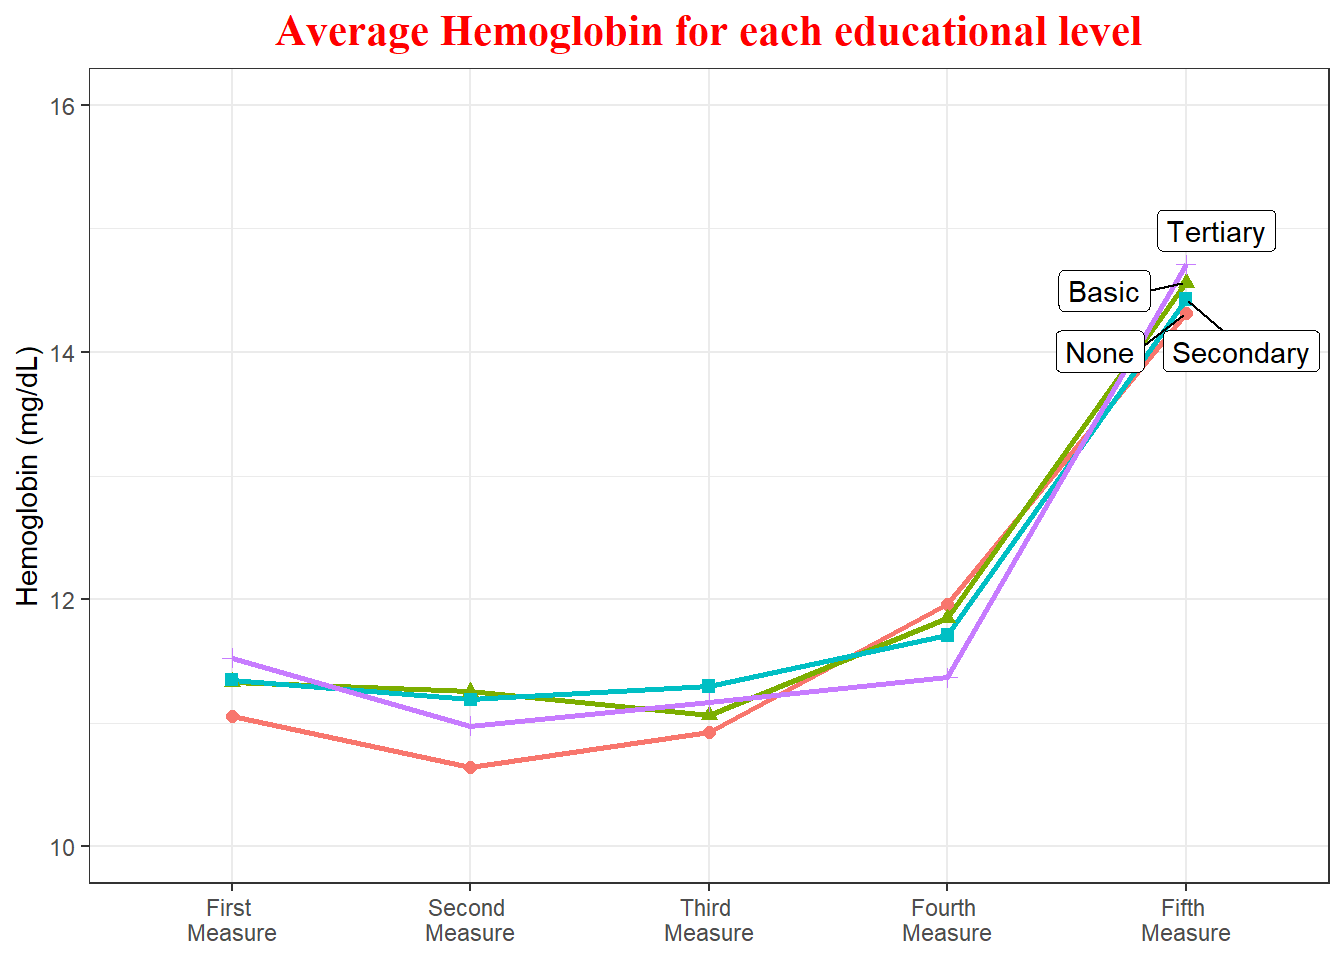 Average Hemoglobin for each educational level
Hemoglobin (mg/dL)
16
14
12
10
Tertiary
Basic
None
Secondary
First
Measure
Second
Measure
Third
Measure
Fourth
Measure
Fifth
Measure